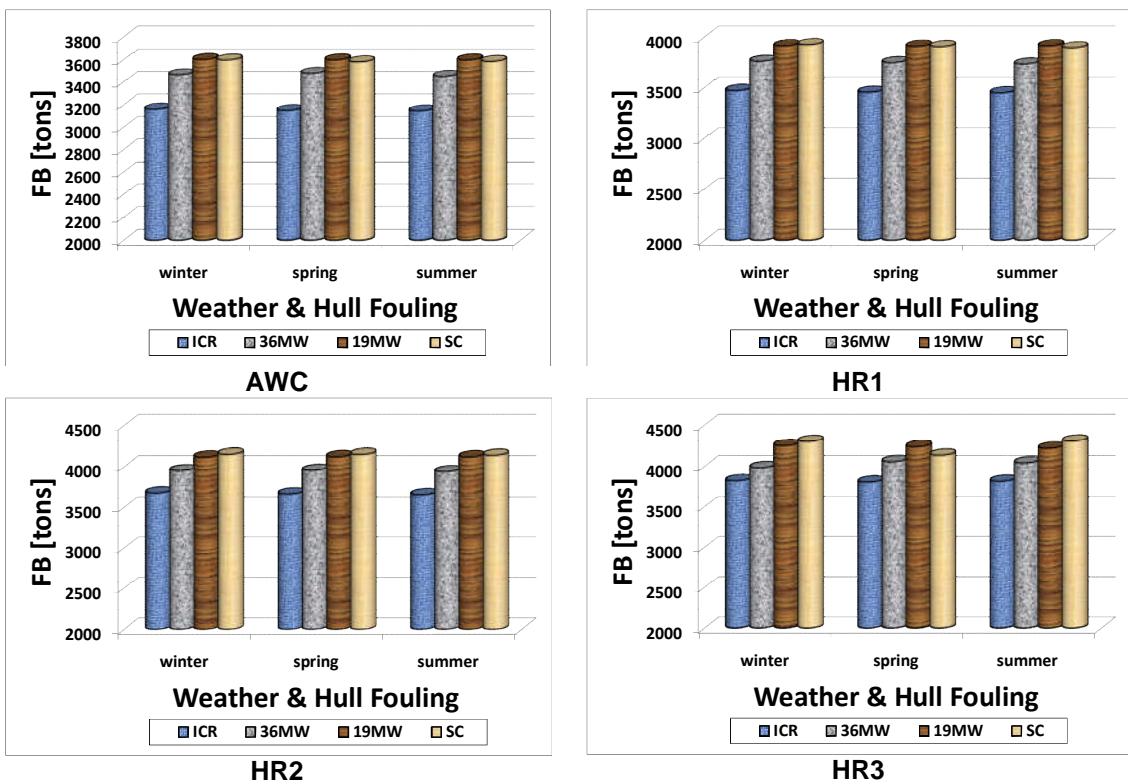 3800
3600
3400
3200
3000
2800
2600
2400
2200
2000
FB [tons]
winter spring summer
Weather & Hull Fouling
ICR 36MW 19MW SC
AWC
4000
3500
3000
2500
2000
FB [tons]
winter spring summer
Weather & Hull Fouling
ICR 36MW 19MW SC
HR1
4500
4000
3500
3000
2500
2000
FB [tons]
winter spring summer
Weather & Hull Fouling
ICR 36MW 19MW SC
HR2
4500
4000
3500
3000
2500
2000
FB [tons]
winter spring summer
Weather & Hull Fouling
ICR 36MW 19MW SC
HR3